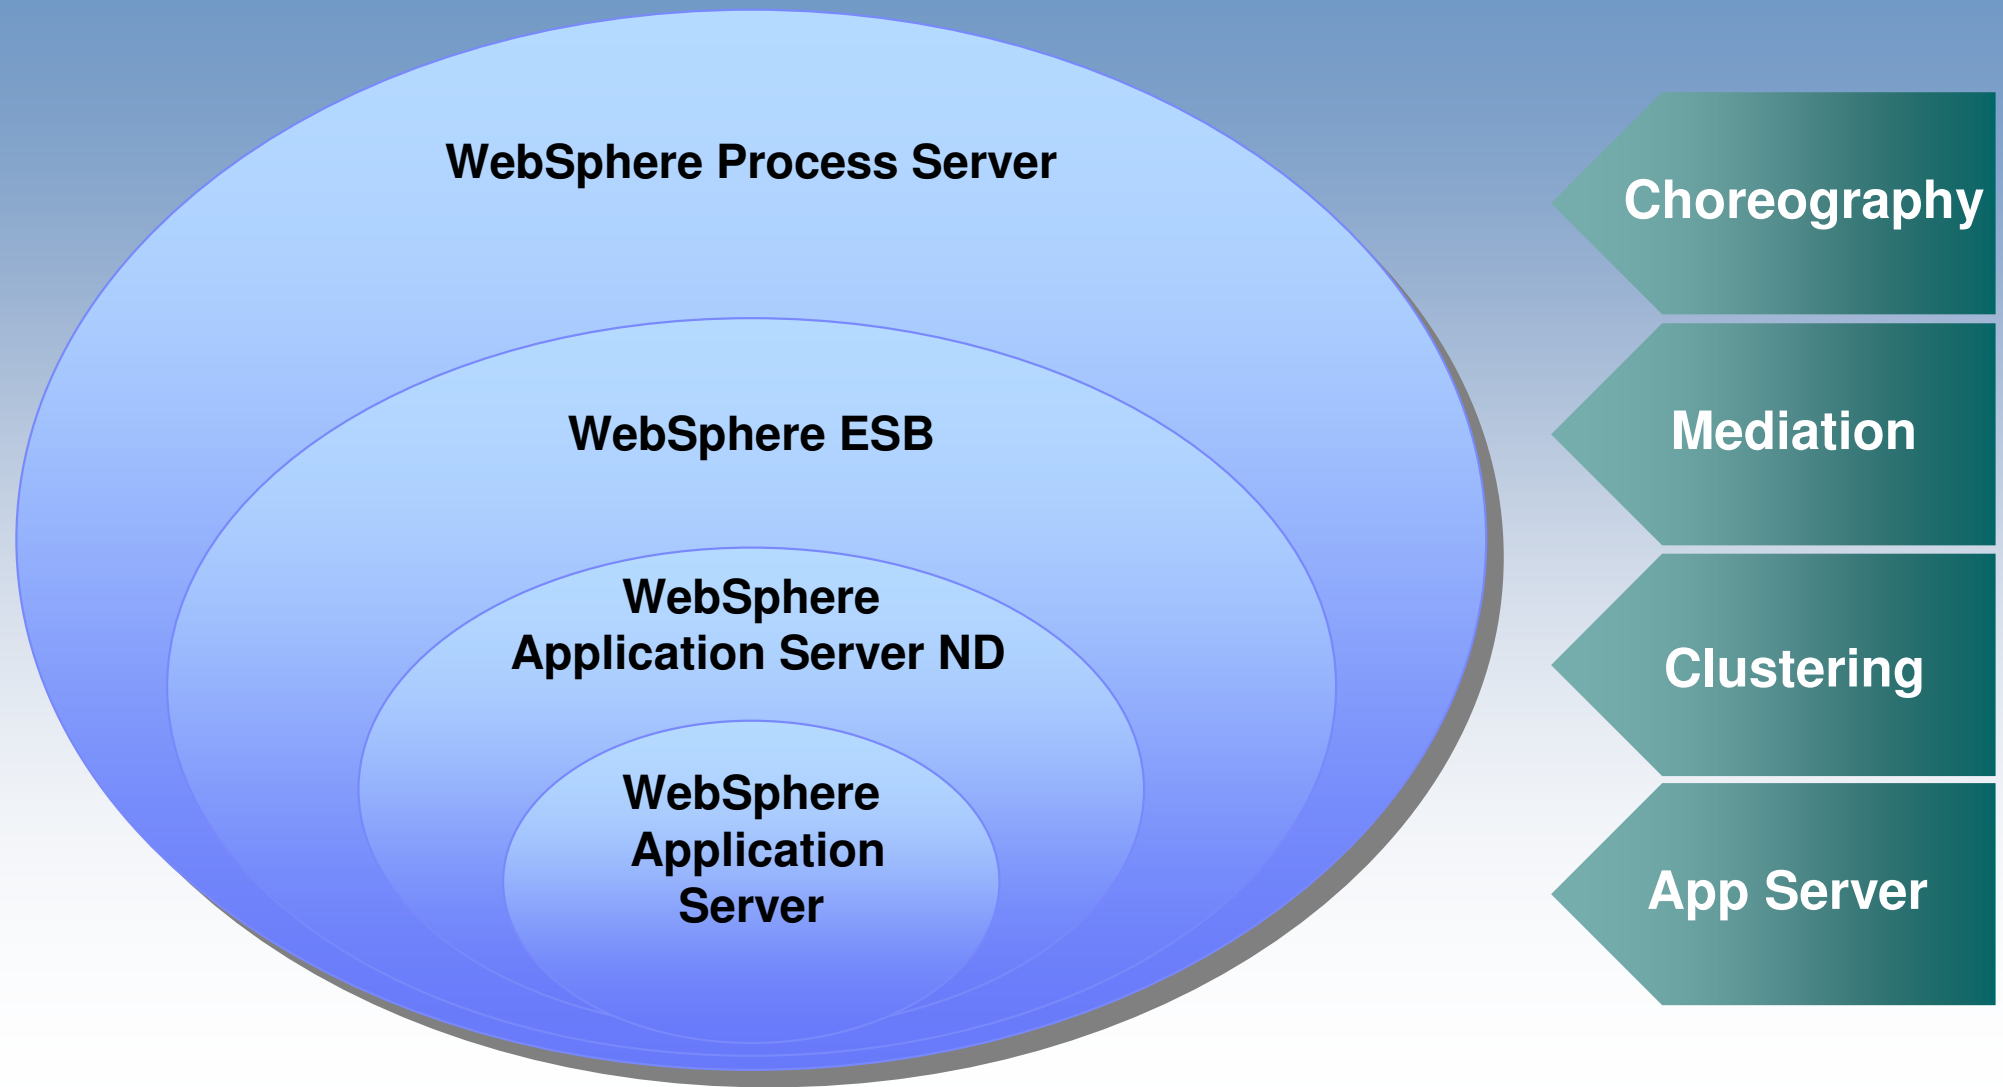 WebSphere Process Server
Choreography
WebSphere ESB
Mediation
WebSphere
Application Server ND
Clustering
WebSphere
Application
Server
App Server